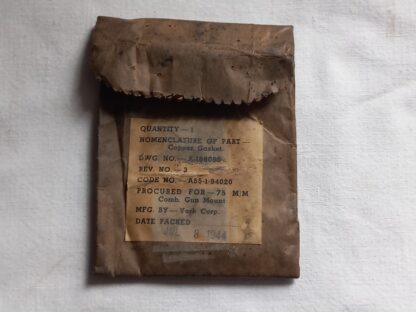 QUANTITY — 1
NOMENCLATURE OF PART —
Copper Gasket
DWG. NO. —
REV. NO. — 3
CODE NO. — A55-1-94020
PROCURED FOR — 75 M/M
Comb. Gun Mount
MFG. BY — York Corp.
DATE PACKED
8 1944